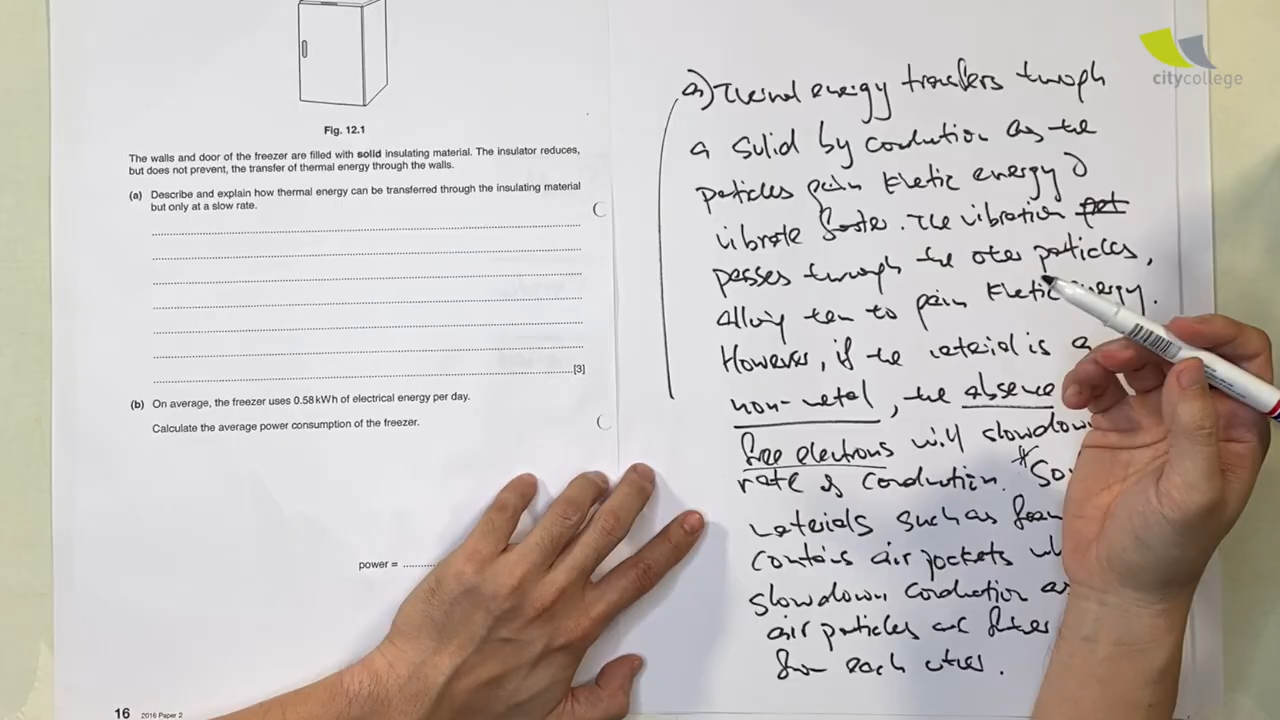 citycollege
Fig. 12.1
The walls and door of the freezer are filled with solid insulating material. The insulator reduces,
but does not prevent, the transfer of thermal energy through the walls.
(a) Describe and explain how thermal energy can be transferred through the insulating material
but only at a slow rate.
C
[3]
(b) On average, the freezer uses 0.58 kWh of electrical energy per day.
Calculate the average power consumption of the freezer.
C
power =
16 2016 Paper 2
a) Thermal energy transfers through
a solid by conduction as the
particles gain kinetic energy &
vibrate faster. The vibration
passes through the other particles,
allowing them to gain kinetic energy.
However, if the material is a
non-metal, the absence
free electrons will slowdown
rate of conduction. *So
materials such as foam
contains air pockets wh
slowdown conduction as
air particles are further
from each other.